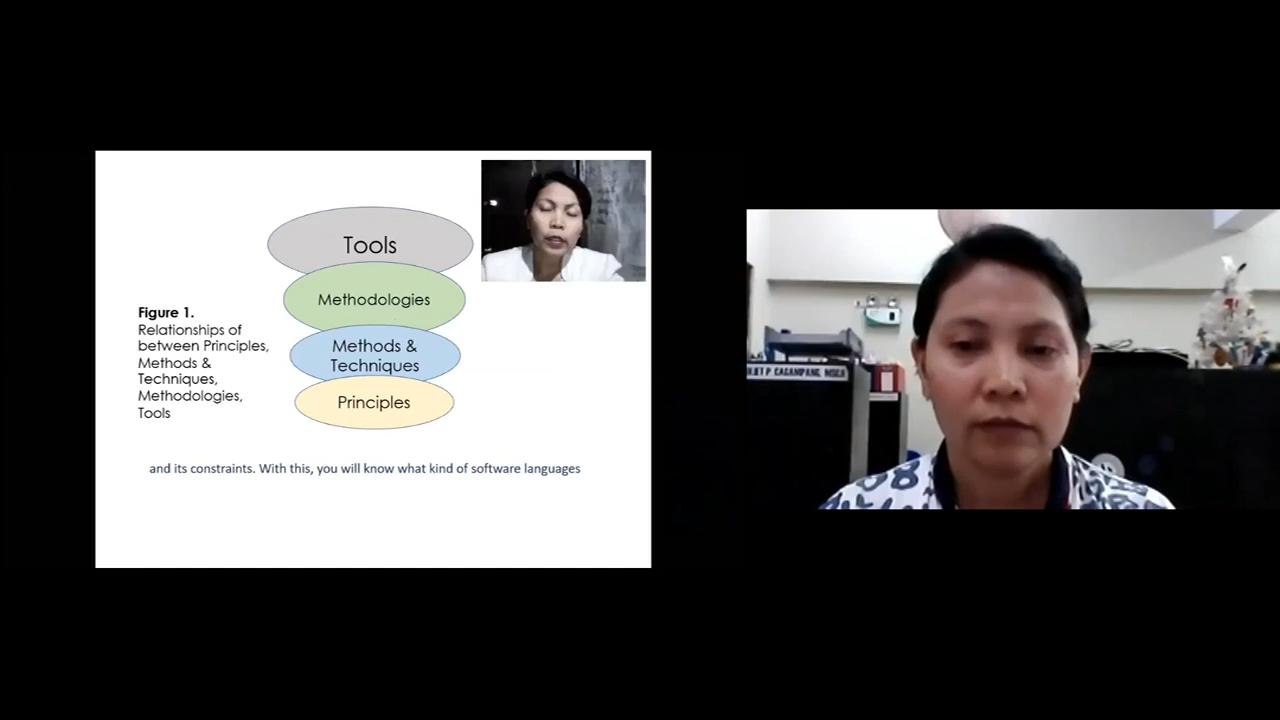 Tools
Methodologies
Methods &
Techniques
Principles
Figure 1.
Relationships of
between Principles,
Methods &
Techniques,
Methodologies,
Tools
and its constraints. With this, you will know what kind of software languages
P CAGAMPANG,